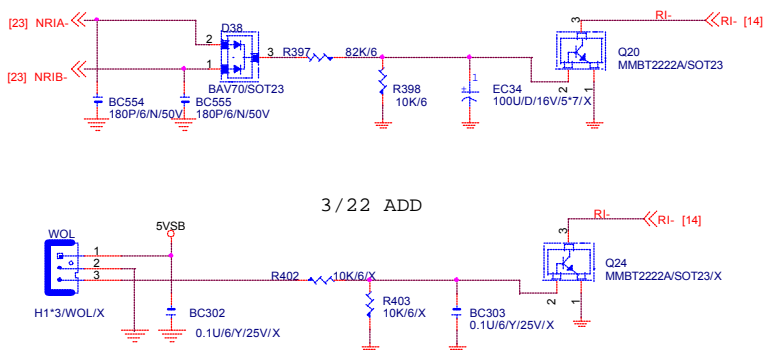 [23] NRIA-
[23] NRIB-
D38
2
1
3
BAV70/SOT23
BC554
180P/6/N/50V
BC555
180P/6/N/50V
R397
82K/6
R398
10K/6
1
+
EC34
100U/D/16V/5*7/X
3
2
1
RI-
RI- [14]
Q20
MMBT2222A/SOT23
3/22 ADD
WOL
1
2
3
H1*3/WOL/X
5VSB
BC302
0.1U/6/Y/25V/X
R402
10K/6/X
R403
10K/6/X
BC303
0.1U/6/Y/25V/X
3
2
1
RI-
RI- [14]
Q24
MMBT2222A/SOT23/X